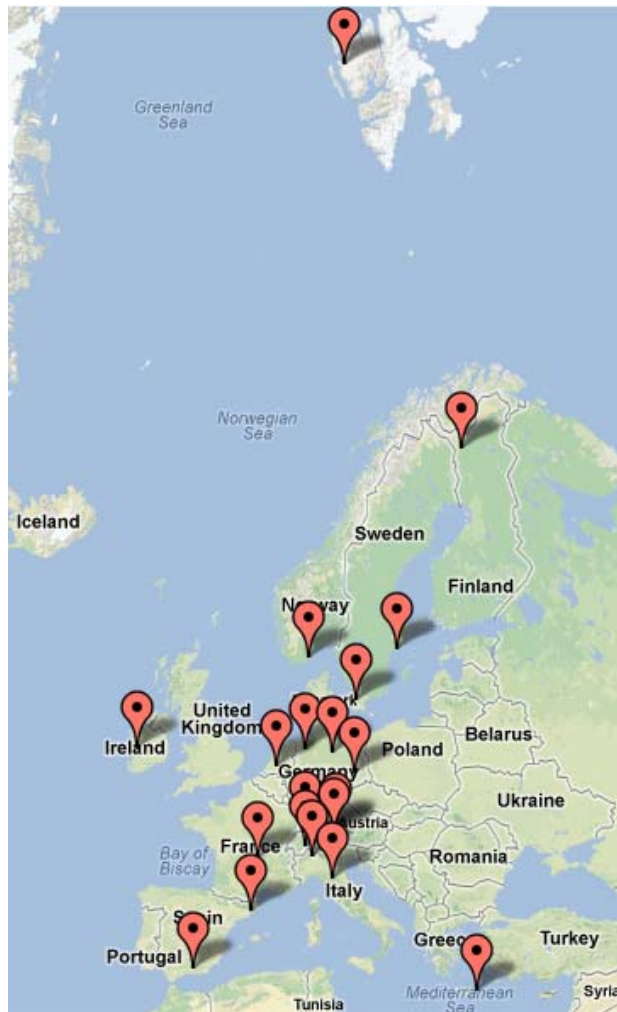 Greenland
Sea
Norwegian
Sea
Iceland
Sweden
Finland
Norway
United
Kingdom
Ireland
Belarus
Poland
Germany
Ukraine
Austria
France
Bay of
Biscay
Romania
Italy
Spain
Portugal
Greece
Turkey
Mediterranean
Sea
Tunisia
Syri